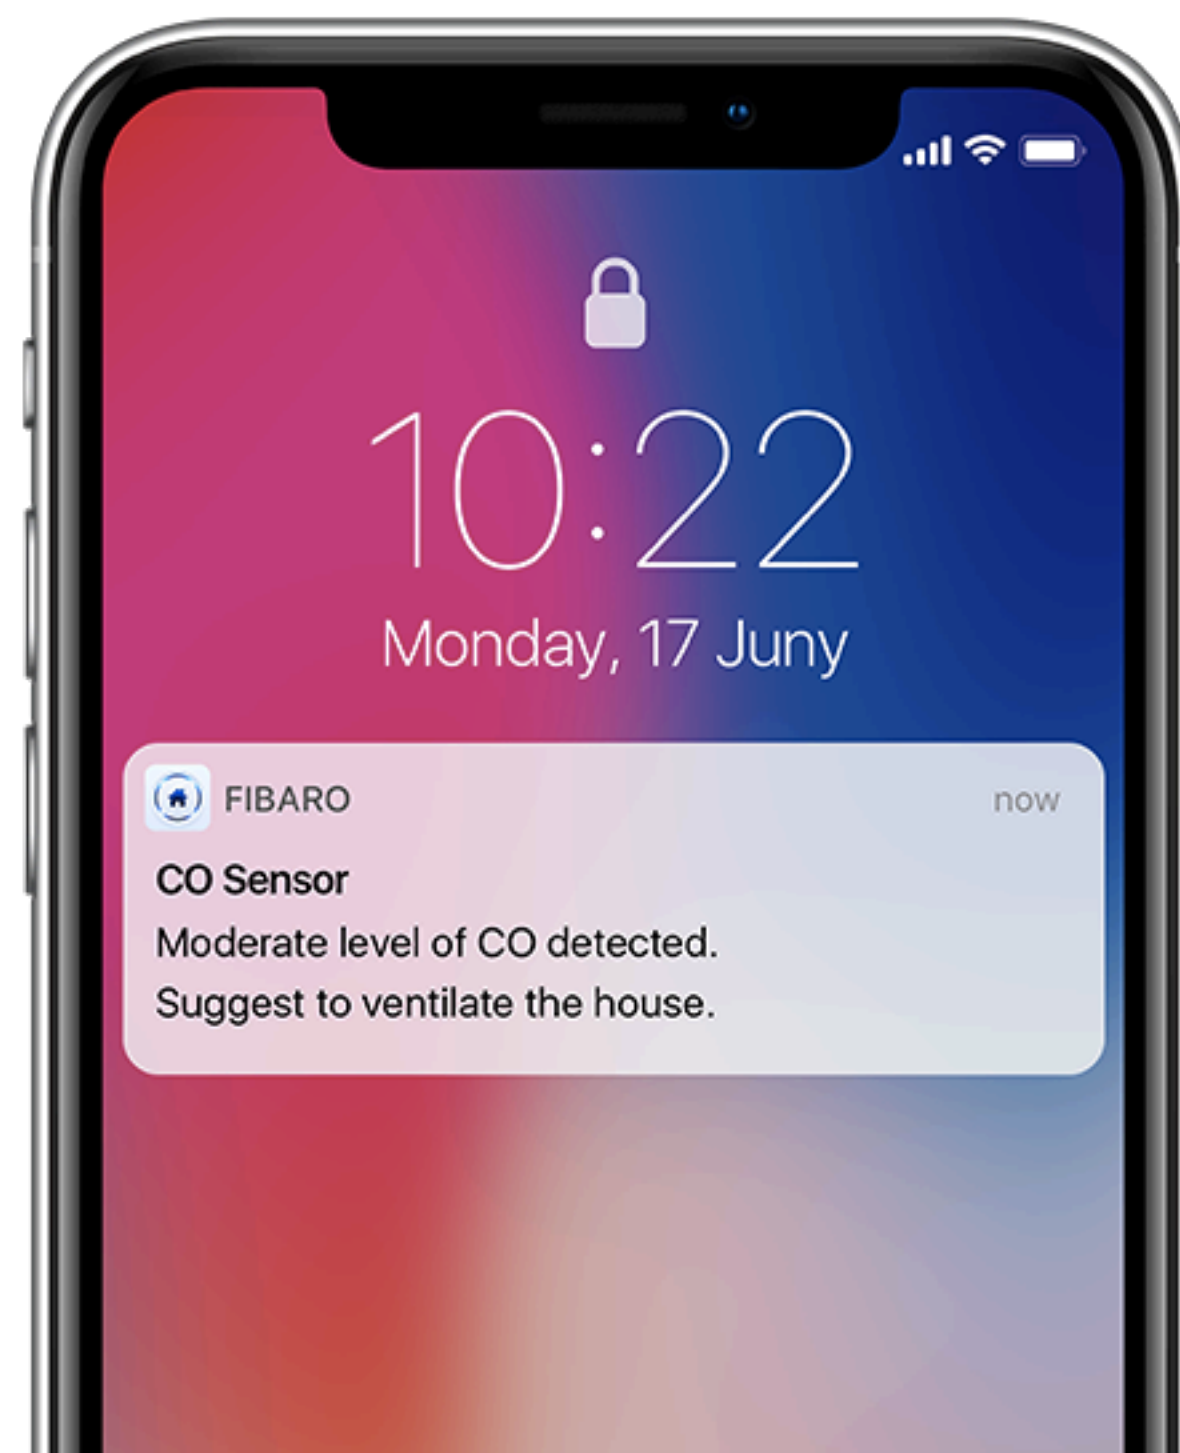 10:22
Monday, 17 Juny
FIBARO now
CO Sensor
Moderate level of CO detected.
Suggest to ventilate the house.